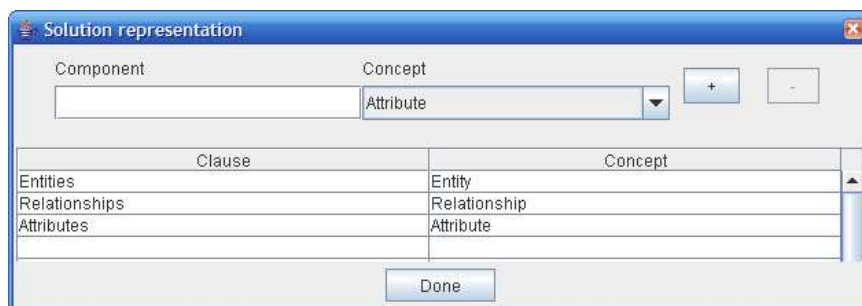 Solution representation
Component Concept
Attribute + -
Clause Concept
Entities Entity
Relationships Relationship
Attributes Attribute
Done